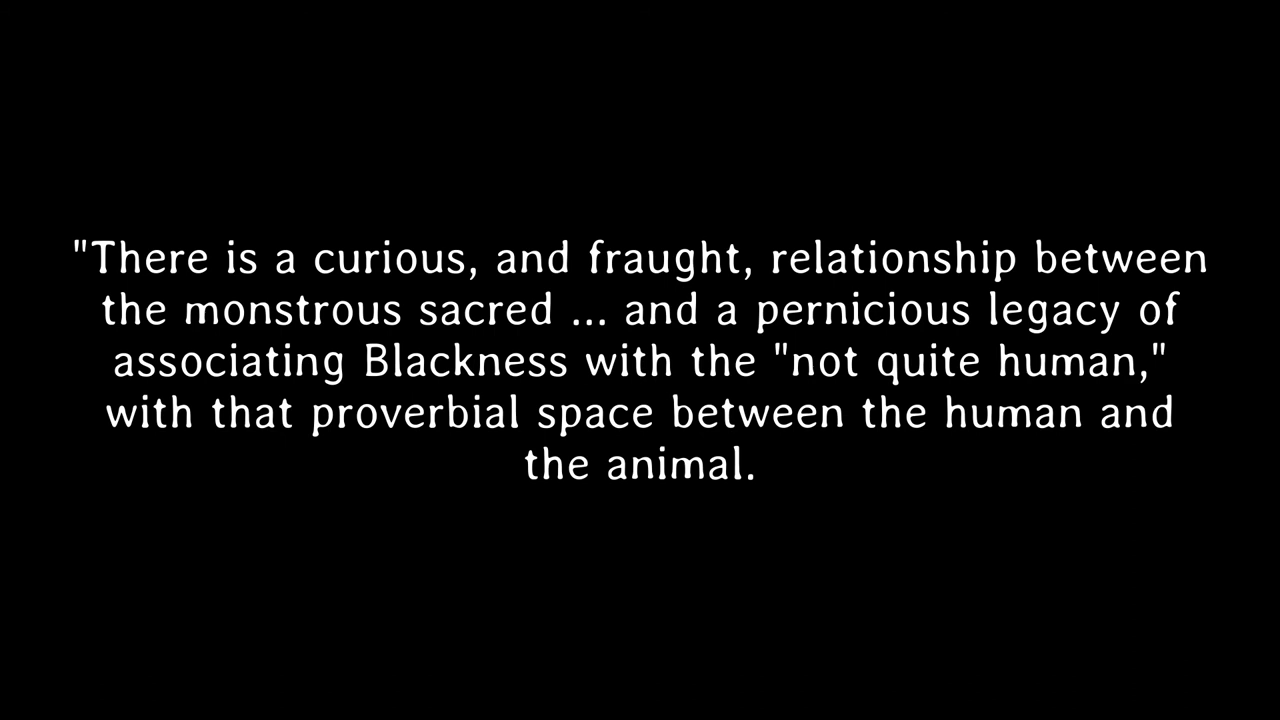 "There is a curious, and fraught, relationship between
the monstrous sacred ... and a pernicious legacy of
associating Blackness with the "not quite human,"
with that proverbial space between the human and
the animal.